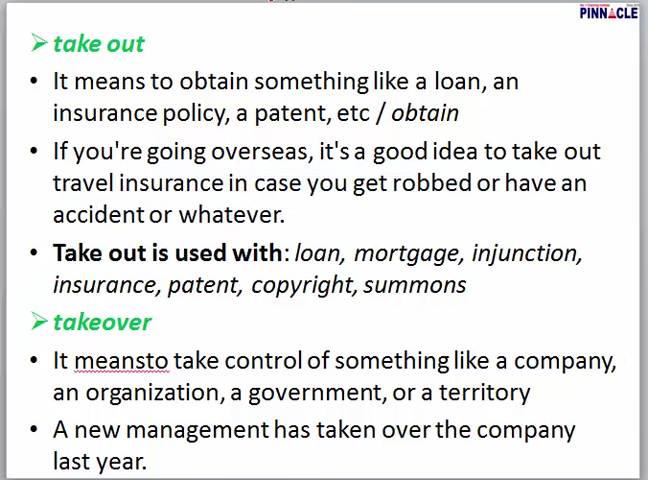 PINNACLE
take out
It means to obtain something like a loan, an
insurance policy, a patent, etc / obtain
If you're going overseas, it's a good idea to take out
travel insurance in case you get robbed or have an
accident or whatever.
Take out is used with: loan, mortgage, injunction,
insurance, patent, copyright, summons
takeover
It meansto take control of something like a company,
an organization, a government, or a territory
A new management has taken over the company
last year.